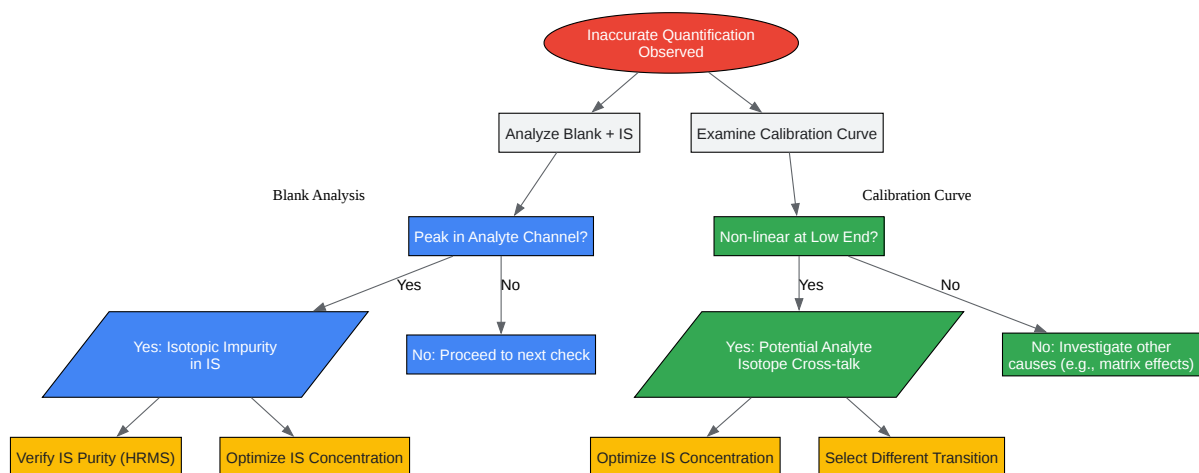 Inaccurate Quantification
Observed
Analyze Blank + IS
Examine Calibration Curve
Blank Analysis
Calibration Curve
Peak in Analyte Channel?
Non-linear at Low End?
Yes
No
Yes
No
Yes: Isotopic Impurity
in IS
No: Proceed to next check
Yes: Potential Analyte
Isotope Cross-talk
No: Investigate other
causes (e.g., matrix effects)
Verify IS Purity (HRMS)
Optimize IS Concentration
Optimize IS Concentration
Select Different Transition